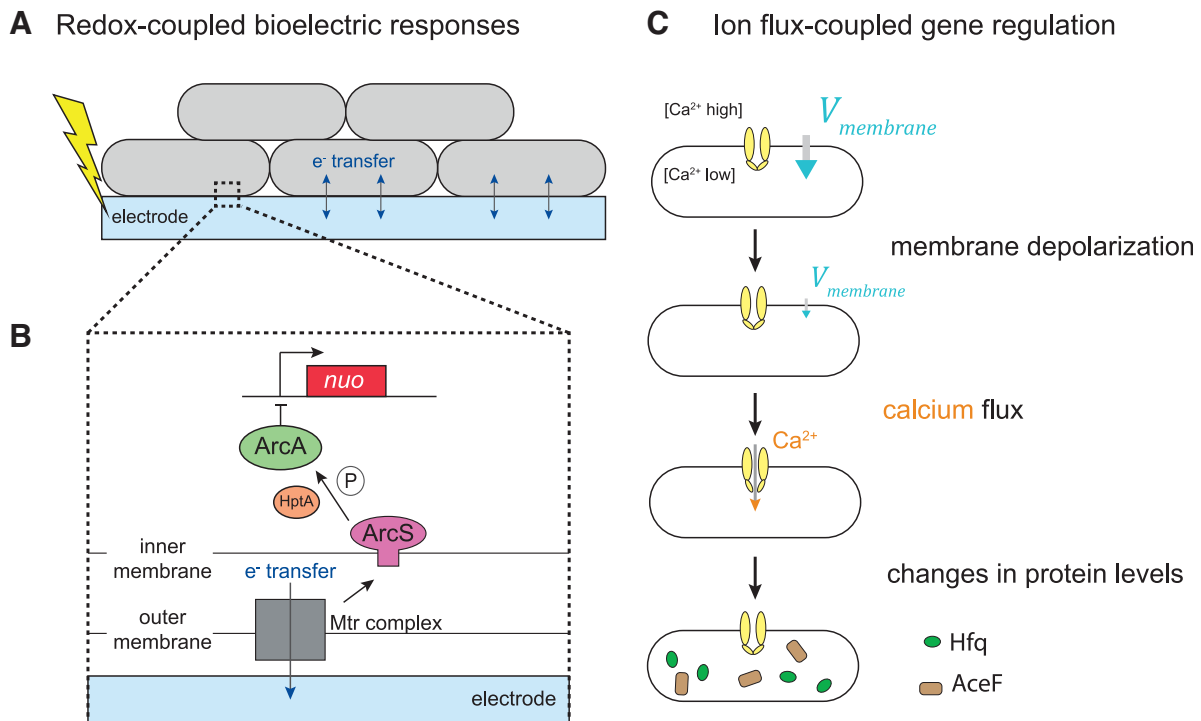 A Redox-coupled bioelectric responses
e⁻ transfer
electrode
B
nuo
ArcA
P
HptA
ArcS
inner
membrane
e⁻ transfer
outer
membrane
Mtr complex
electrode
C Ion flux-coupled gene regulation
[Ca²⁺ high]
V membrane
[Ca²⁺ low]
membrane depolarization
V membrane
calcium flux
Ca²⁺
changes in protein levels
Hfq
AceF